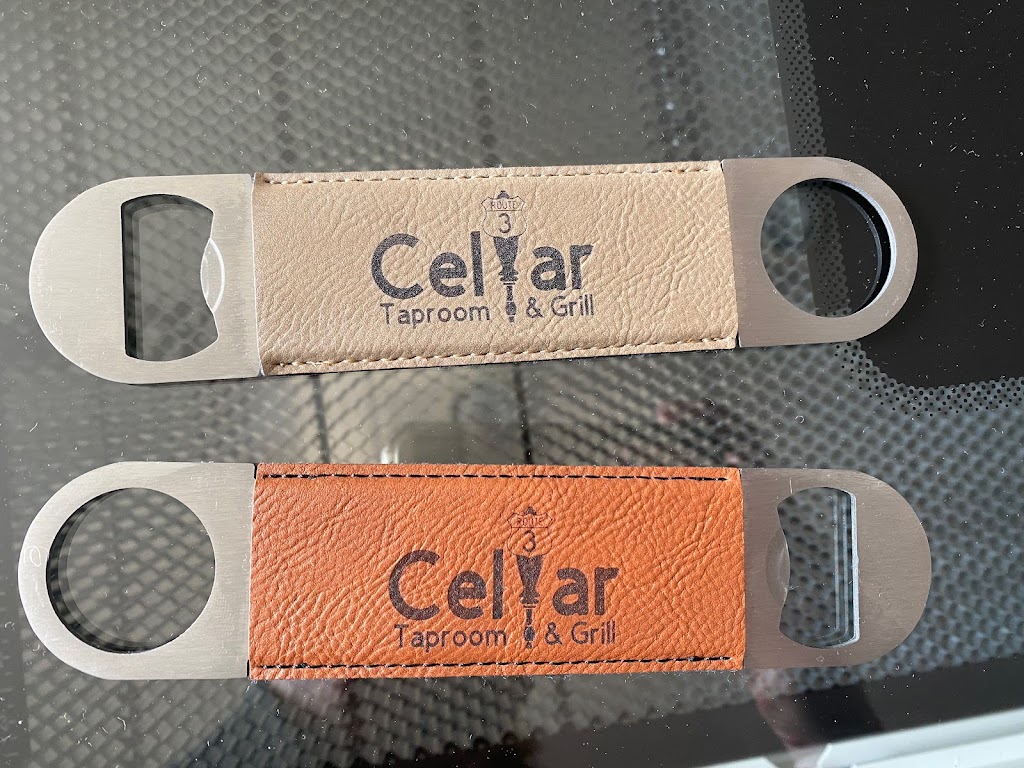 ROUTE
3
Cellar
Taproom & Grill
ROUTE
3
Cellar
Taproom & Grill